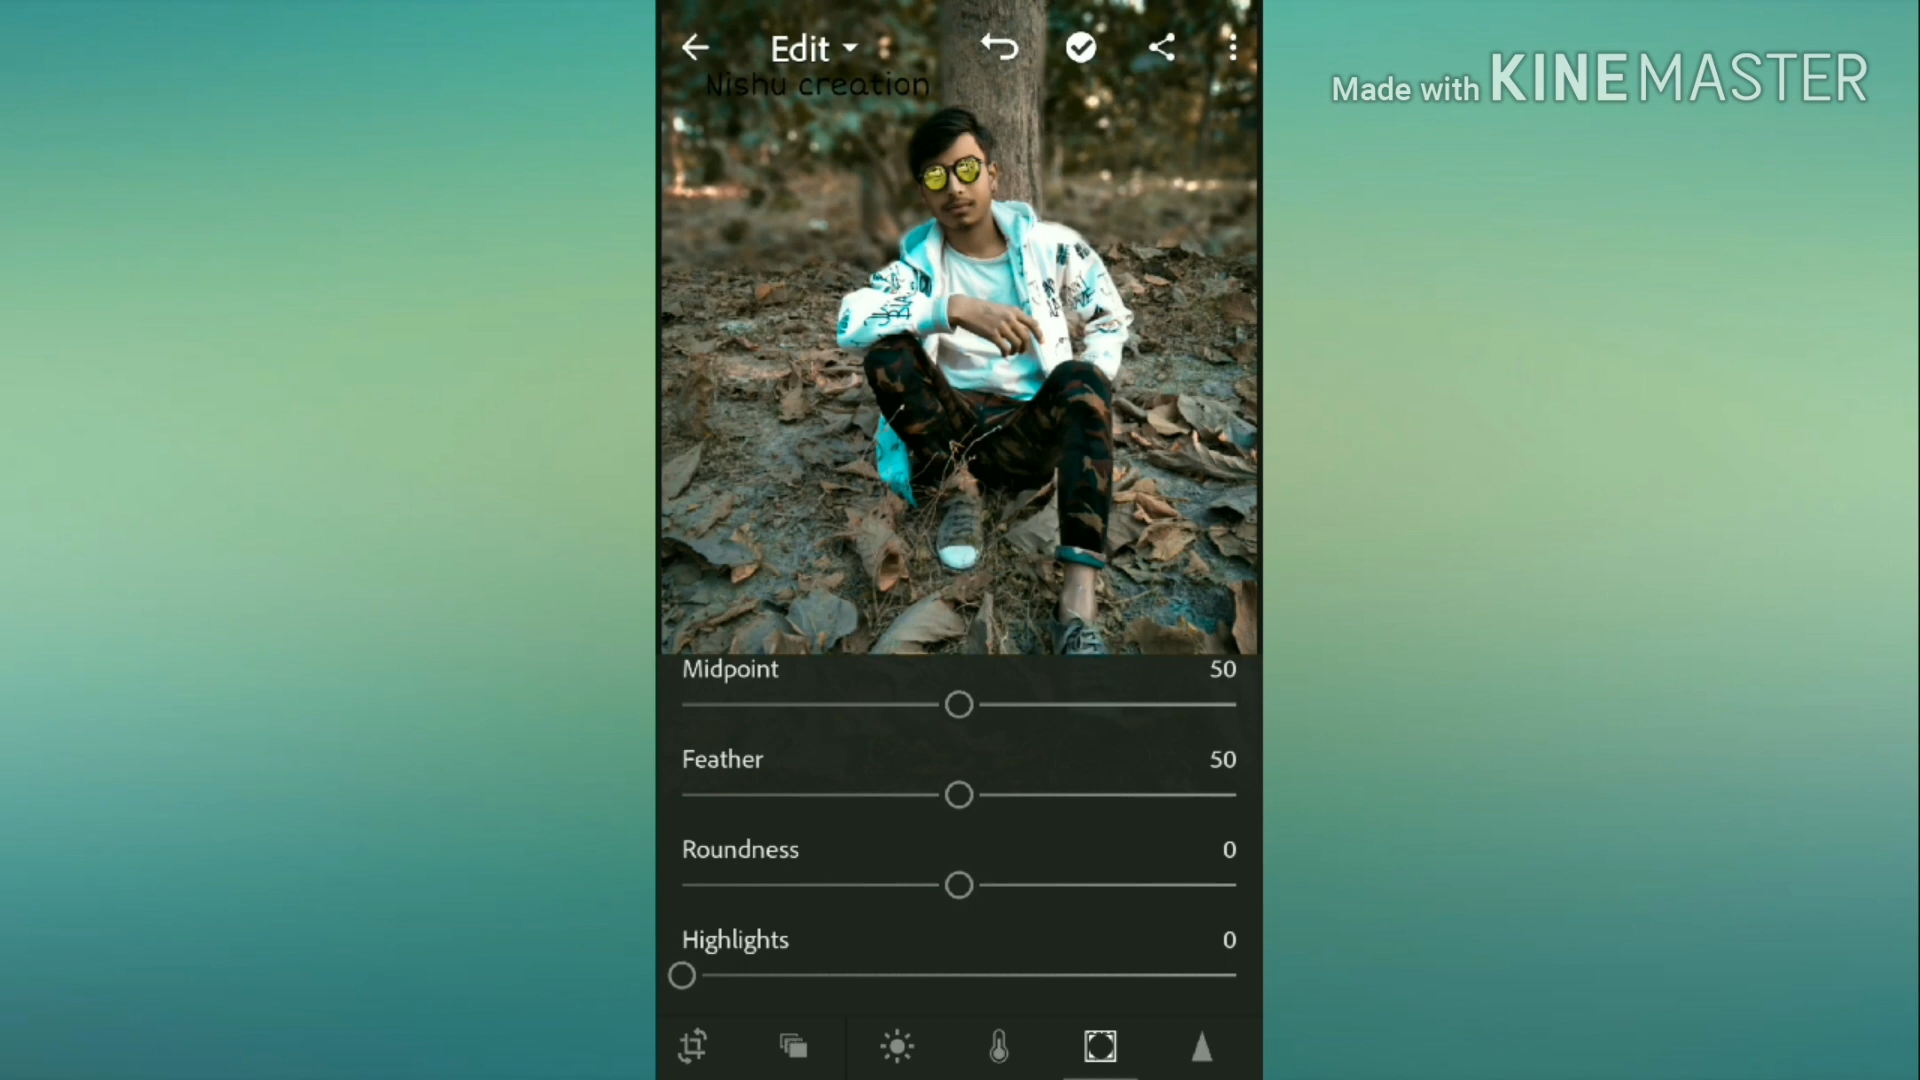 Edit
Nishu creation
Made with KINEMASTER
Midpoint 50
Feather 50
Roundness 0
Highlights 0